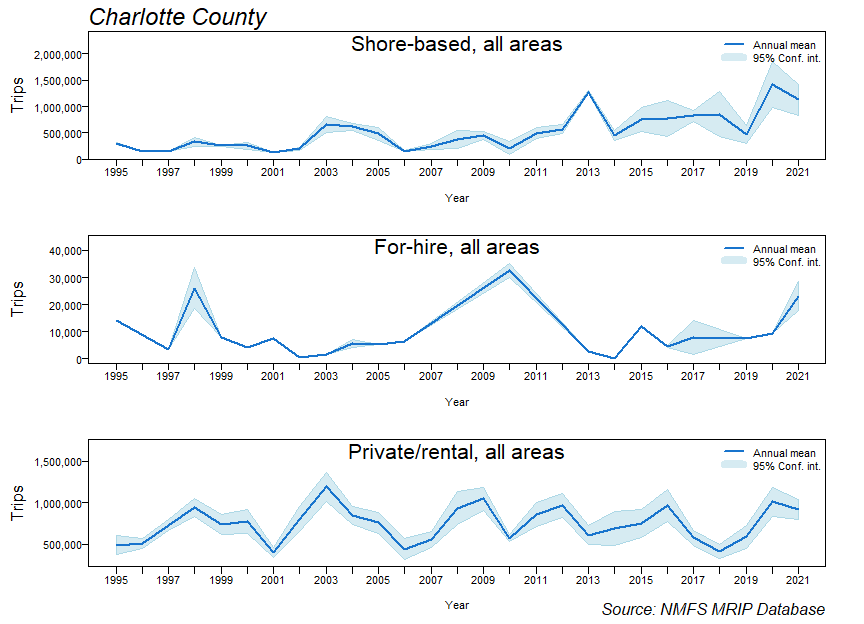 Charlotte County
Shore-based, all areas
Annual mean
95% Conf. int.
Trips
2,000,000
1,500,000
1,000,000
500,000
0
1995 1997 1999 2001 2003 2005 2007 2009 2011 2013 2015 2017 2019 2021
Year
For-hire, all areas
Annual mean
95% Conf. int.
Trips
40,000
30,000
20,000
10,000
0
1995 1997 1999 2001 2003 2005 2007 2009 2011 2013 2015 2017 2019 2021
Year
Private/rental, all areas
Annual mean
95% Conf. int.
Trips
1,500,000
1,000,000
500,000
1995 1997 1999 2001 2003 2005 2007 2009 2011 2013 2015 2017 2019 2021
Year
Source: NMFS MRIP Database